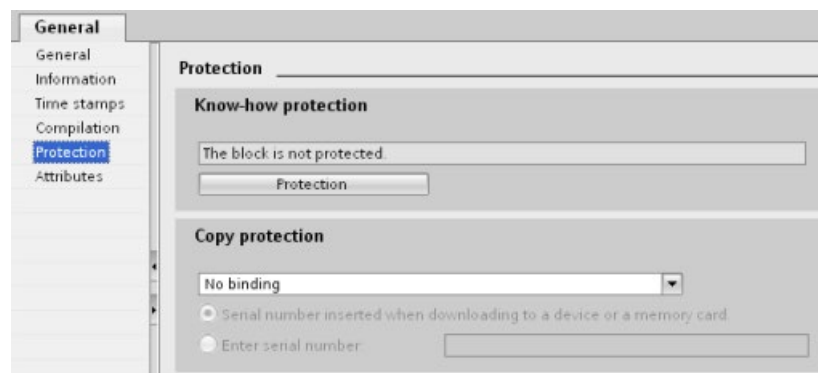 General
General
Information
Time stamps
Compilation
Protection
Attributes
Protection
Know-how protection
The block is not protected.
Protection
Copy protection
No binding
Serial number inserted when downloading to a device or a memory card
Enter serial number: